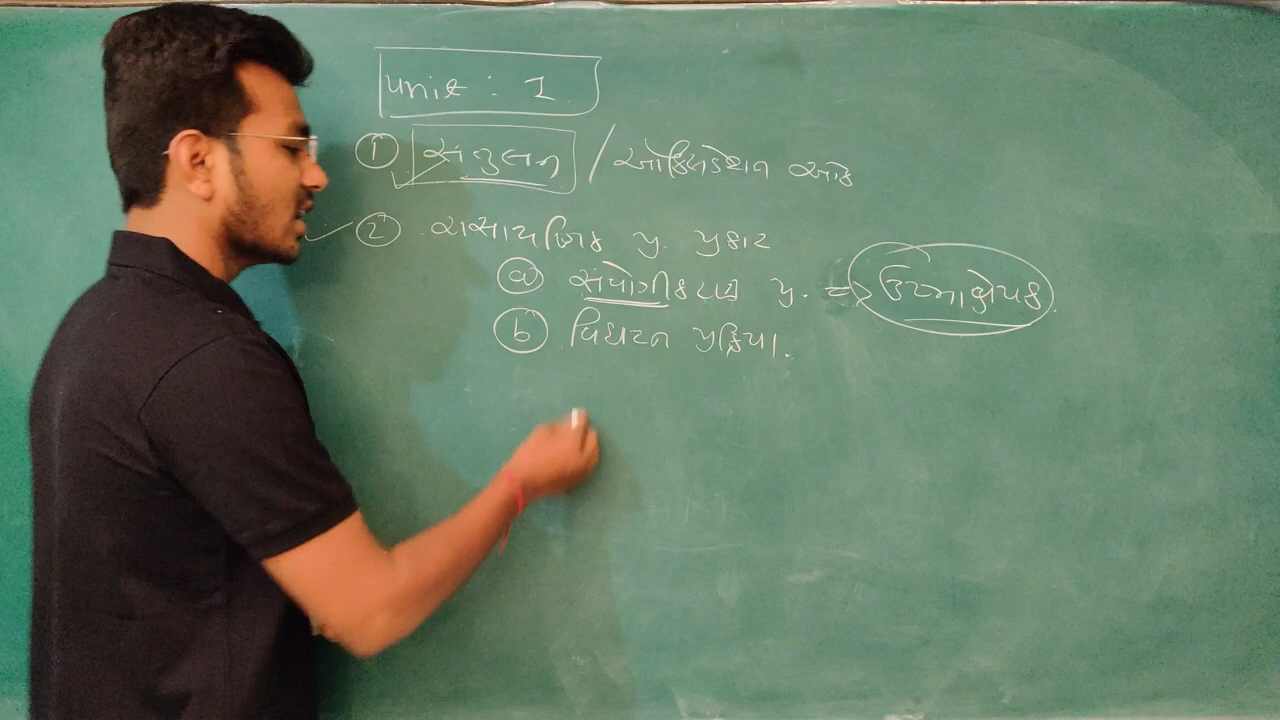 Unit : 1
① સંતુલન / ઓક્સિડેશન આંક
② રાસાયણિક પ્ર. પ્રકાર
ⓐ સંયોગીકરણ પ્ર. => ઉષ્માક્ષેપક
ⓑ વિઘટન પ્રક્રિયા.